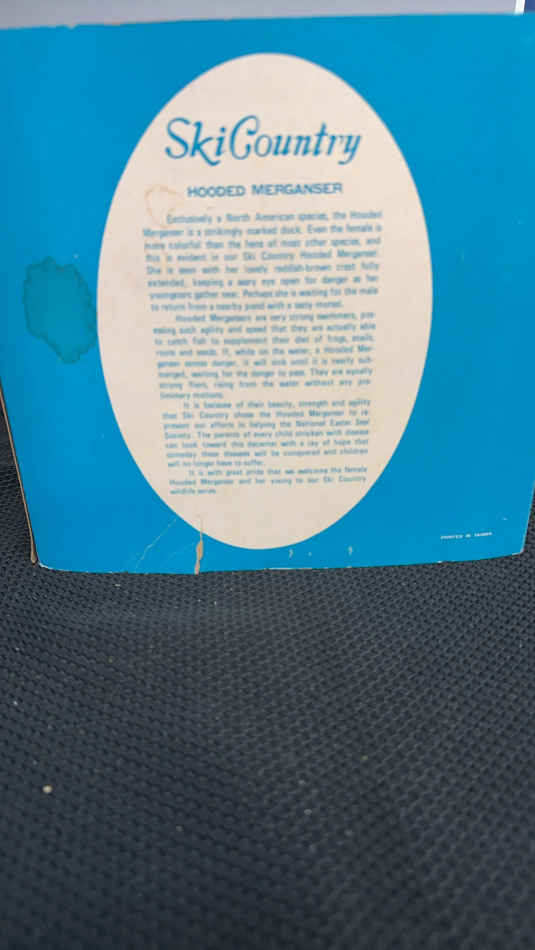 SkiCountry
HOODED MERGANSER
Exclusively a North American species, the Hooded
Merganser is a strikingly marked duck. Even the female is
more colorful than the hens of most other species, and
this is evident in our Ski Country Hooded Merganser.
She is seen with her lovely reddish-brown crest fully
extended, keeping a wary eye open for danger as her
youngsters gather near. Perhaps she is waiting for the male
to return from a nearby pond with a tasty morsel.
Hooded Mergansers are very strong swimmers, pos-
sessing such agility and speed that they are actually able
to catch fish to supplement their diet of frogs, snails,
roots and seeds. If, while on the water, a Hooded Mer-
ganser senses danger, it will sink until it is nearly sub-
merged, waiting for the danger to pass. They are equally
strong fliers, rising from the water without any pre-
liminary motions.
It is because of their beauty, strength and agility
that Ski Country chose the Hooded Merganser to re-
present our efforts in helping the National Easter Seal
Society. The parents of every child stricken with disease
can look toward this decanter with a ray of hope that
someday these diseases will be conquered and children
will no longer have to suffer.
It is with great pride that we welcome the female
Hooded Merganser and her young to our Ski Country
wildlife series.
PRINTED IN TAIWAN